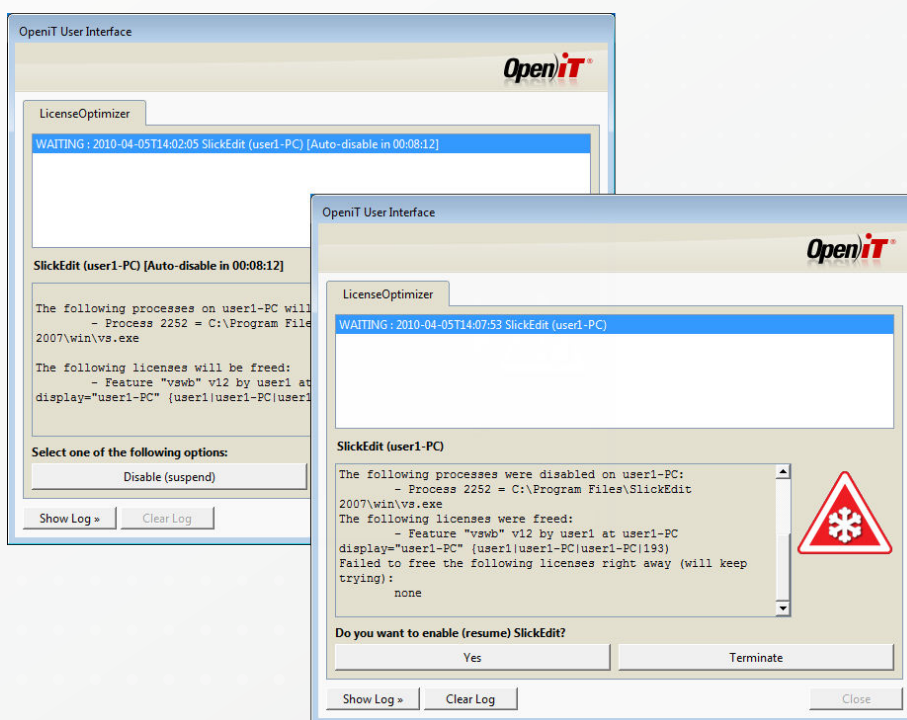 OpeniT User Interface
Open iT ®
LicenseOptimizer
WAITING : 2010-04-05T14:02:05 SlickEdit (user1-PC) [Auto-disable in 00:08:12]
SlickEdit (user1-PC) [Auto-disable in 00:08:12]
The following processes on user1-PC will
- Process 2252 = C:\Program File
2007\win\vs.exe
The following licenses will be freed:
- Feature "vswb" v12 by user1 at
display="user1-PC" {user1|user1-PC|user1
Select one of the following options:
Disable (suspend)
Show Log »
Clear Log
OpeniT User Interface
Open iT ®
LicenseOptimizer
WAITING : 2010-04-05T14:07:53 SlickEdit (user1-PC)
SlickEdit (user1-PC)
The following processes were disabled on user1-PC:
- Process 2252 = C:\Program Files\SlickEdit
2007\win\vs.exe
The following licenses were freed:
- Feature "vswb" v12 by user1 at user1-PC
display="user1-PC" {user1|user1-PC|user1-PC|193)
Failed to free the following licenses right away (will keep
trying):
none
Do you want to enable (resume) SlickEdit?
Yes
Terminate
Show Log »
Clear Log
Close